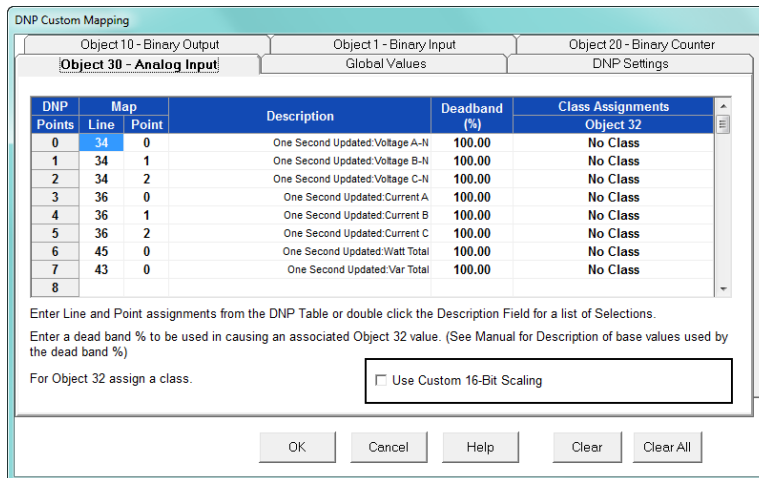 DNP Custom Mapping
Object 10 - Binary Output Object 1 - Binary Input Object 20 - Binary Counter
Object 30 - Analog Input Global Values DNP Settings
DNP Points Map Line Point Description Deadband (%) Class Assignments Object 32
0 34 0 One Second Updated:Voltage A-N 100.00 No Class
1 34 1 One Second Updated:Voltage B-N 100.00 No Class
2 34 2 One Second Updated:Voltage C-N 100.00 No Class
3 36 0 One Second Updated:Current A 100.00 No Class
4 36 1 One Second Updated:Current B 100.00 No Class
5 36 2 One Second Updated:Current C 100.00 No Class
6 45 0 One Second Updated:Watt Total 100.00 No Class
7 43 0 One Second Updated:Var Total 100.00 No Class
8
Enter Line and Point assignments from the DNP Table or double click the Description Field for a list of Selections.
Enter a dead band % to be used in causing an associated Object 32 value. (See Manual for Description of base values used by
the dead band %)
For Object 32 assign a class. Use Custom 16-Bit Scaling
OK Cancel Help Clear Clear All